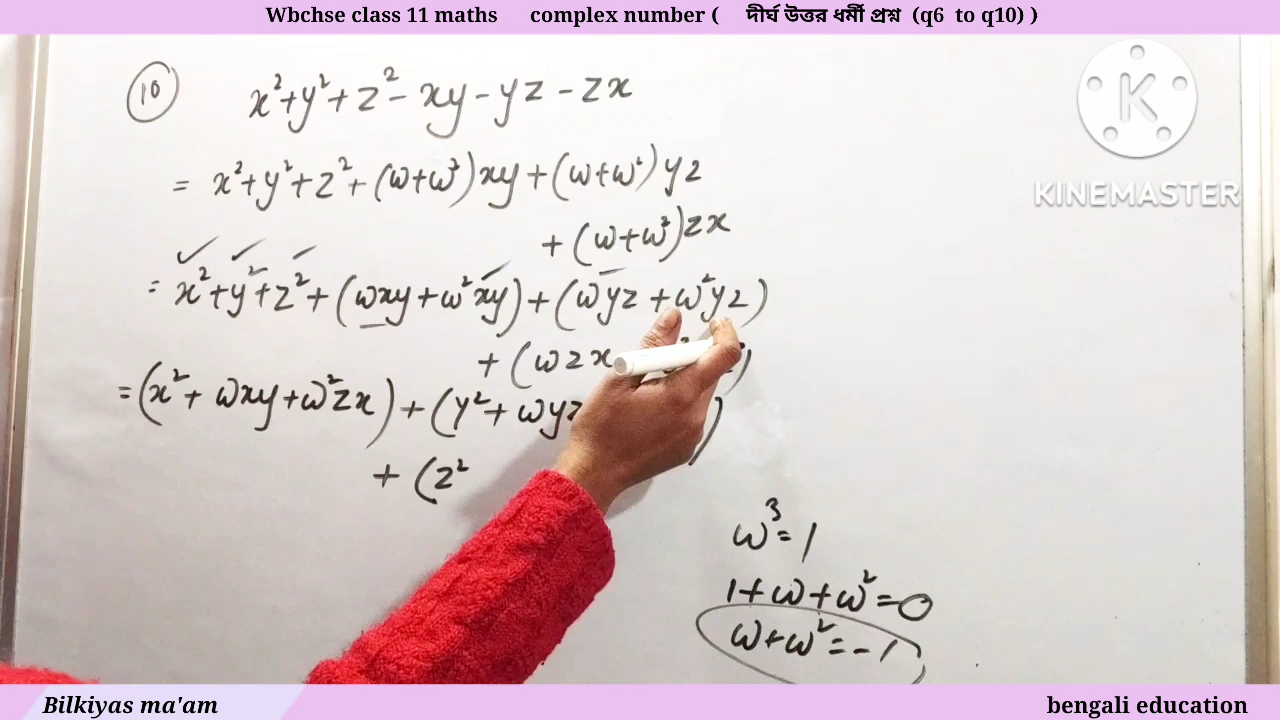 Wbchse class 11 maths complex number ( দীর্ঘ উত্তর ধর্মী প্রশ্ন (q6 to q10) )
K
KINEMASTER
10
x²+y²+z²-xy-yz-zx
= x²+y²+z²+(ω+ω²)xy+(ω+ω²)yz
+(ω+ω²)zx
= x²+y²+z²+(ωxy+ω²xy)+(ωyz+ω²yz)
+(ωzx
=(x²+ωxy+ω²zx)+(y²+ωyz )
+(z²
ω³=1
1+ω+ω²=0
ω+ω²=-1
Bilkiyas ma'am
bengali education